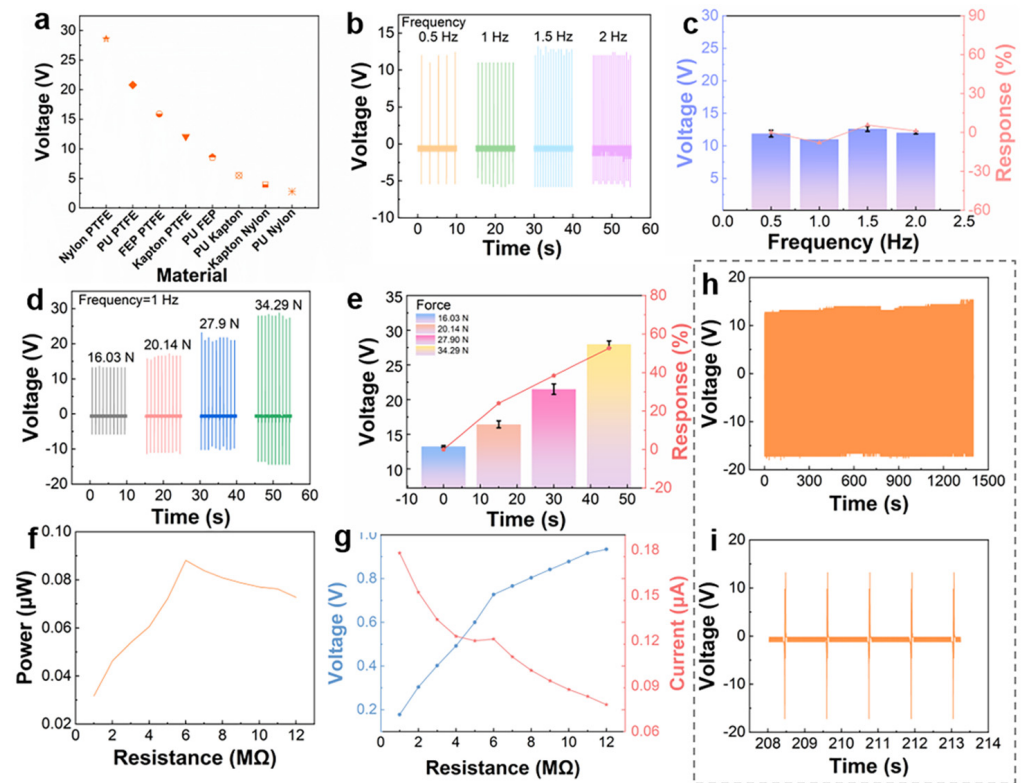 a
Voltage (V)
30
25
20
15
10
5
0
Nylon PTFE
PU PTFE
FEP PTFE
Kapton PTFE
PU FEP
PU Kapton
Kapton Nylon
PU Nylon
Material
b
Frequency
0.5 Hz 1 Hz 1.5 Hz 2 Hz
Voltage (V)
15
10
5
0
-5
-10
0 10 20 30 40 50 60
Time (s)
c
Voltage (V)
30
25
20
15
10
5
Response (%)
90
60
30
0
-30
-60
0.0 0.5 1.0 1.5 2.0 2.5
Frequency (Hz)
d
Frequency=1 Hz
16.03 N
20.14 N
27.9 N
34.29 N
Voltage (V)
30
20
10
0
-10
-20
0 10 20 30 40 50 60
Time (s)
e
Force
16.03 N
20.14 N
27.90 N
34.29 N
Voltage (V)
35
30
25
20
15
10
Response (%)
80
60
40
20
0
-20
-10 0 10 20 30 40 50
Time (s)
h
Voltage (V)
20
10
0
-10
-20
0 300 600 900 1200 1500
Time (s)
f
Power (μW)
0.10
0.08
0.06
0.04
0.02
0 2 4 6 8 10 12
Resistance (MΩ)
g
Voltage (V)
1.0
0.8
0.6
0.4
0.2
Current (μA)
0.18
0.15
0.12
0.09
0.06
0 2 4 6 8 10 12
Resistance (MΩ)
i
Voltage (V)
20
10
0
-10
-20
208 209 210 211 212 213 214
Time (s)